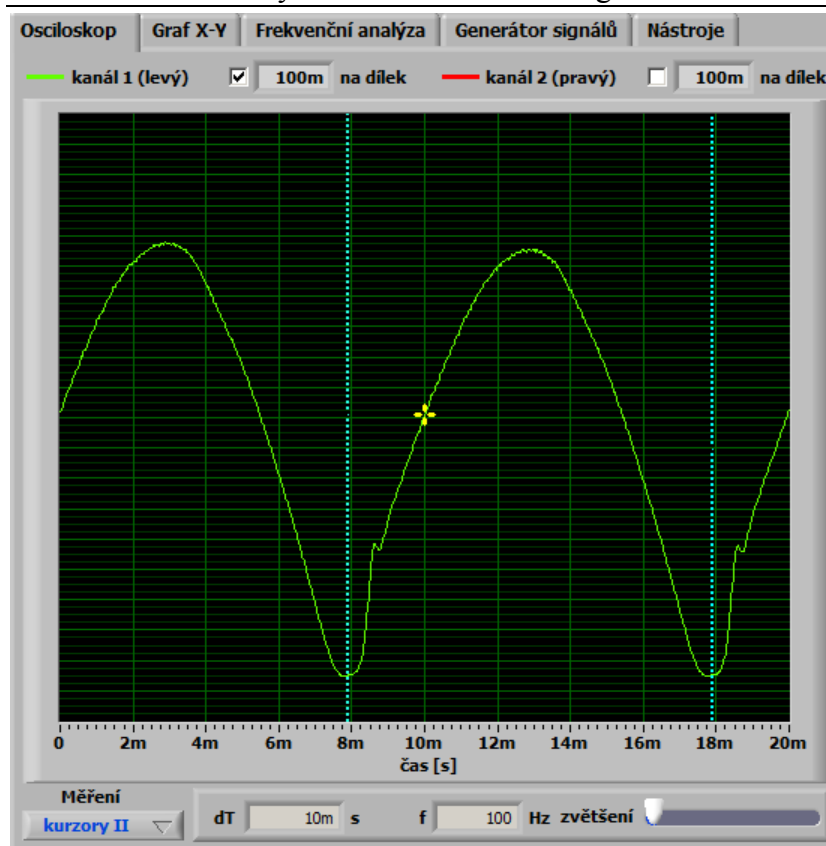 Osciloskop Graf X-Y Frekvenční analýza Generátor signálů Nástroje
kanál 1 (levý) 100m na dílek kanál 2 (pravý) 100m na dílek
0 2m 4m 6m 8m 10m 12m 14m 16m 18m 20m
čas [s]
Měření
kurzory II dT 10m s f 100 Hz zvětšení